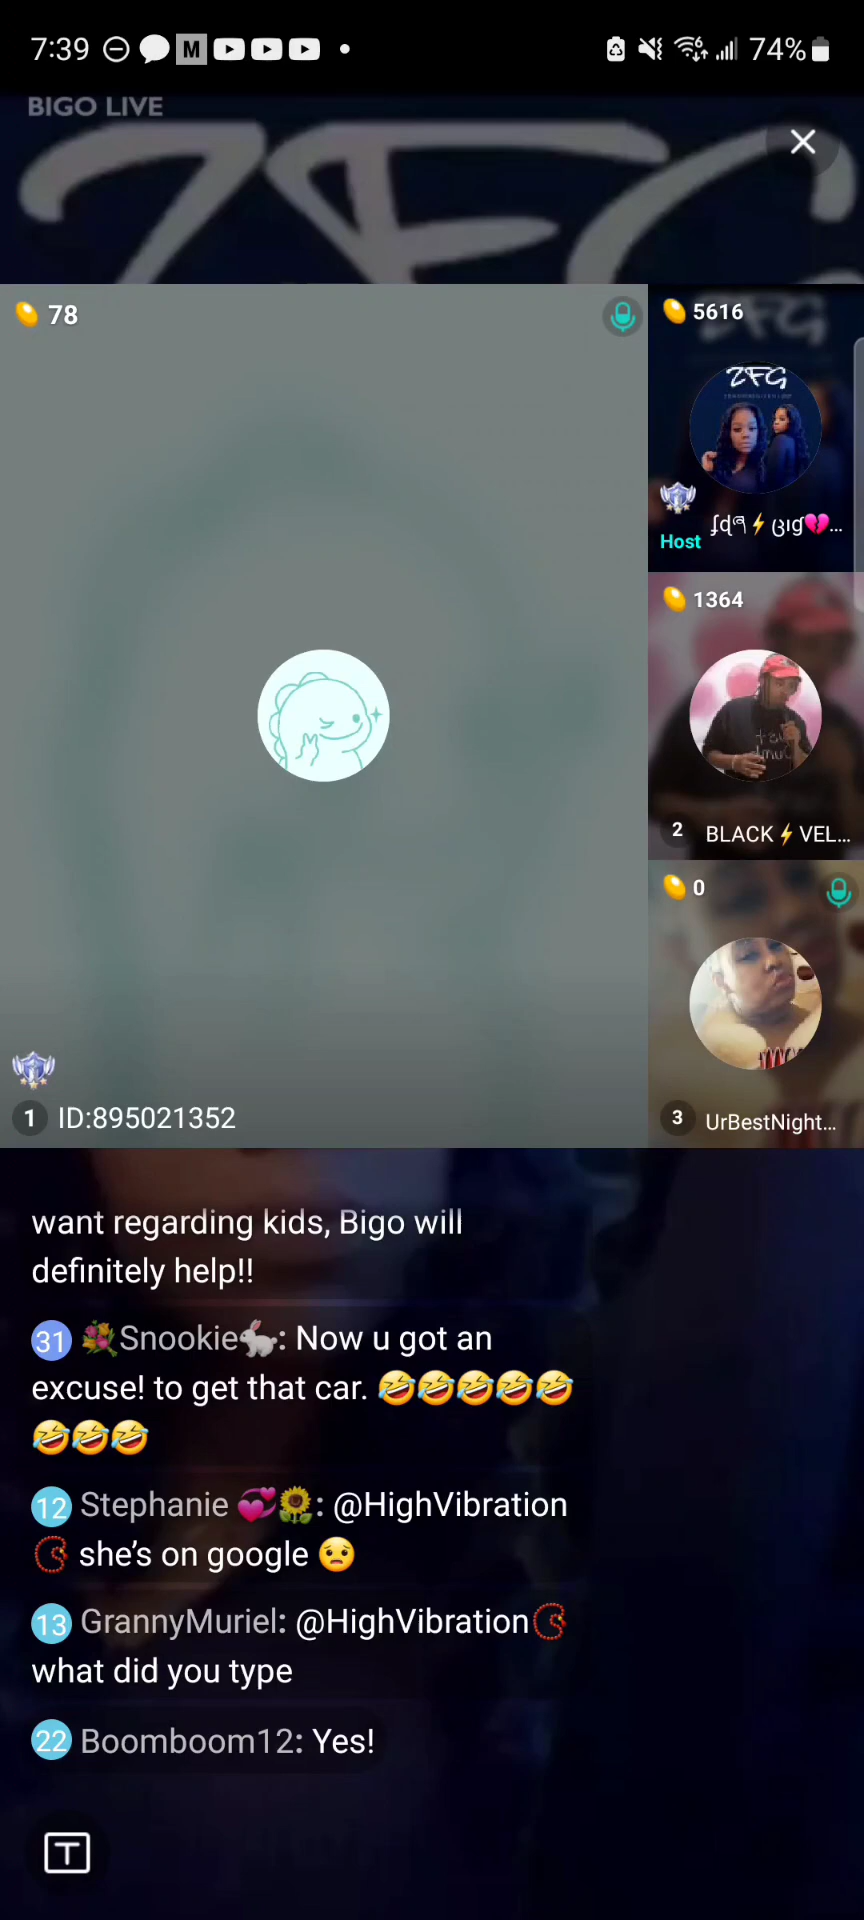 7:39 M 74%
BIGO LIVE
ZFG
78
5616
ZFG
Host
1364
2 BLACK⚡VEL...
0
3 UrBestNight...
1 ID:895021352
want regarding kids, Bigo will
definitely help!!
31 💐Snookie🐇: Now u got an
excuse! to get that car. 🤣🤣🤣🤣🤣
🤣🤣🤣
12 Stephanie 💞🌻: @HighVibration
📿 she’s on google 😟
13 GrannyMuriel: @HighVibration📿
what did you type
22 Boomboom12: Yes!
T